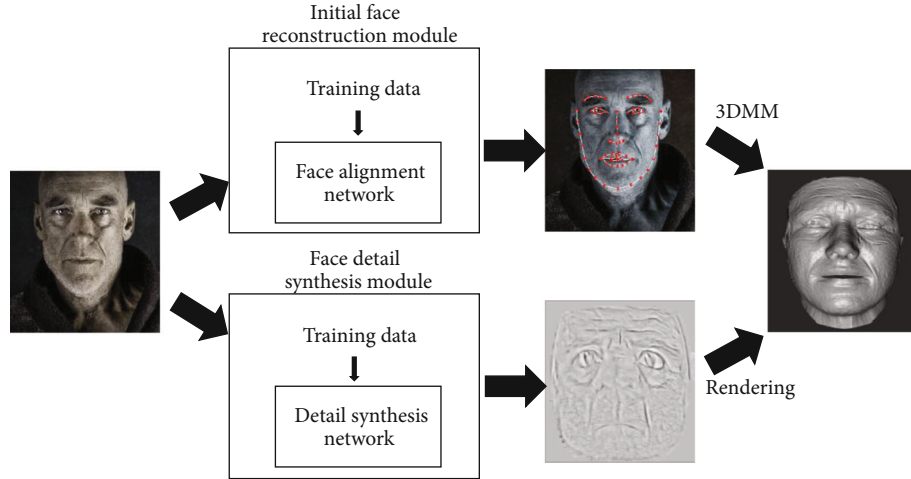 Initial face
reconstruction module
Training data
Face alignment
network
3DMM
Face detail
synthesis module
Training data
Detail synthesis
network
Rendering